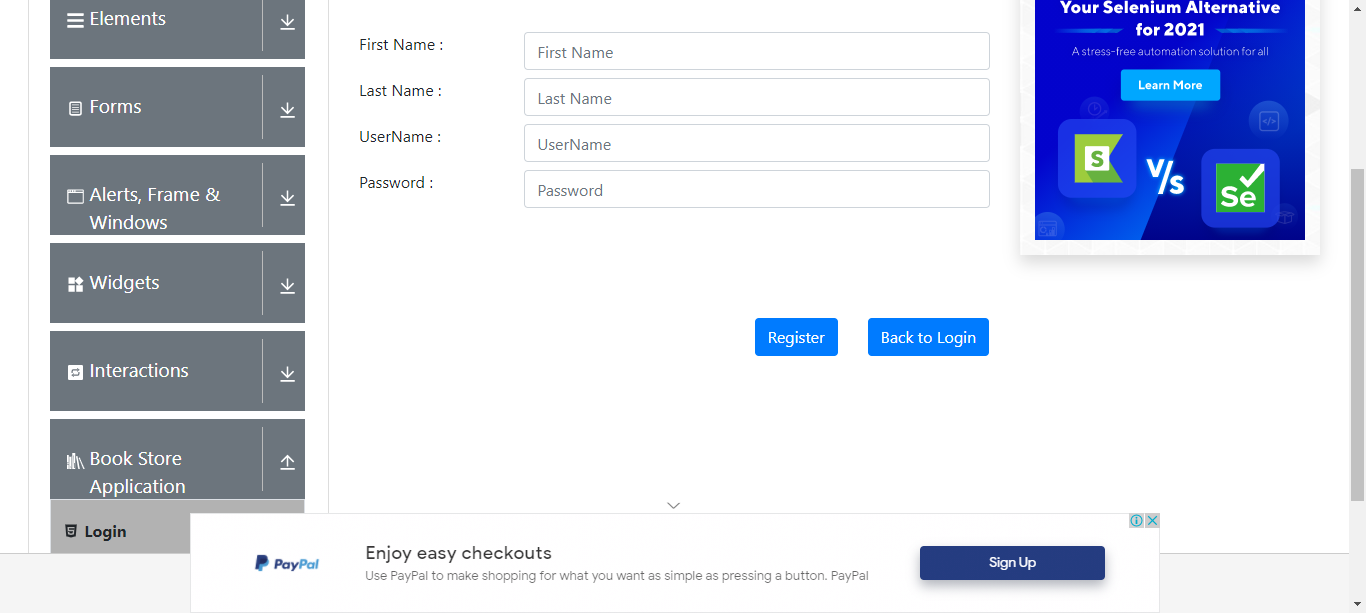 Elements
Forms
Alerts, Frame &
Windows
Widgets
Interactions
Book Store
Application
Login
First Name :
First Name
Last Name :
Last Name
UserName :
UserName
Password :
Password
Register
Back to Login
Your Selenium Alternative
for 2021
A stress-free automation solution for all
Learn More
S
V/s
Se
PayPal
Enjoy easy checkouts
Use PayPal to make shopping for what you want as simple as pressing a button. PayPal
Sign Up